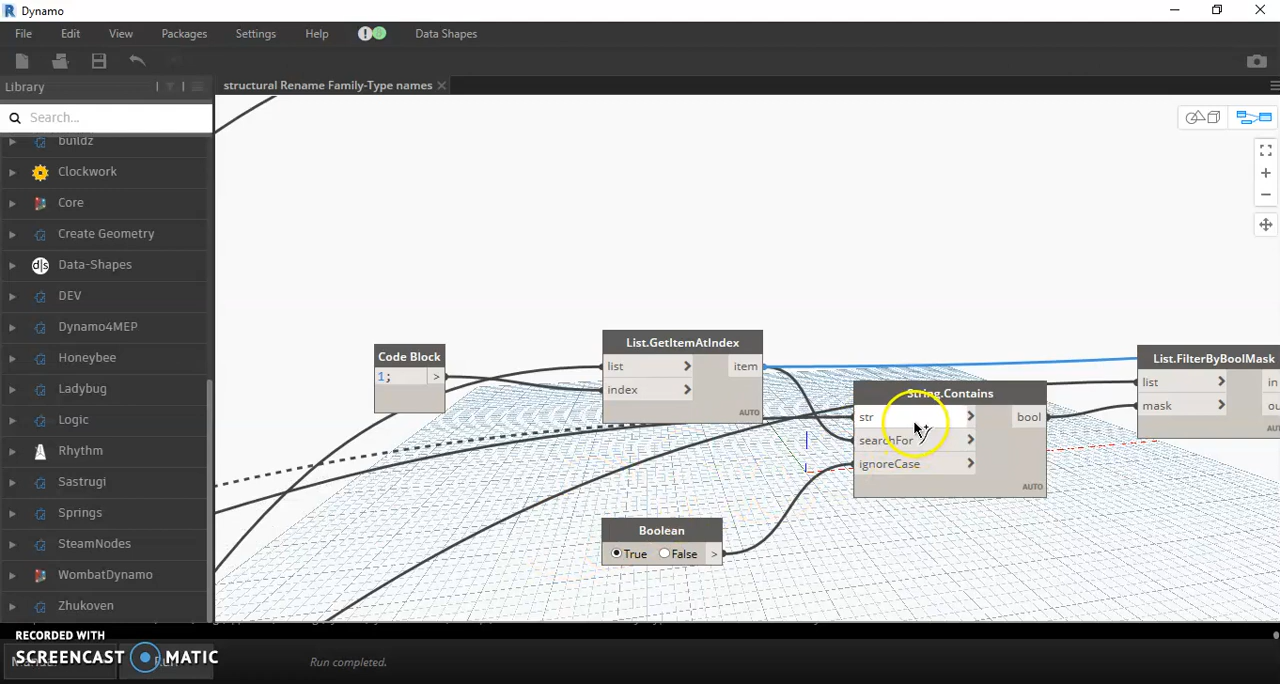 Dynamo
File Edit View Packages Settings Help Data Shapes
Library
structural Rename Family-Type names
Search...
buildz
Clockwork
Core
Create Geometry
d|s Data-Shapes
DEV
Dynamo4MEP
Honeybee
Ladybug
Logic
Rhythm
Sastrugi
Springs
SteamNodes
WombatDynamo
Zhukoven
Code Block
1; >
List.GetItemAtIndex
list > item
index >
AUTO
String.Contains
str > bool
searchFor >
ignoreCase >
AUTO
Boolean
True False >
List.FilterByBoolMask
list > in
mask >
RECORDED WITH
SCREENCAST MATIC
Run completed.